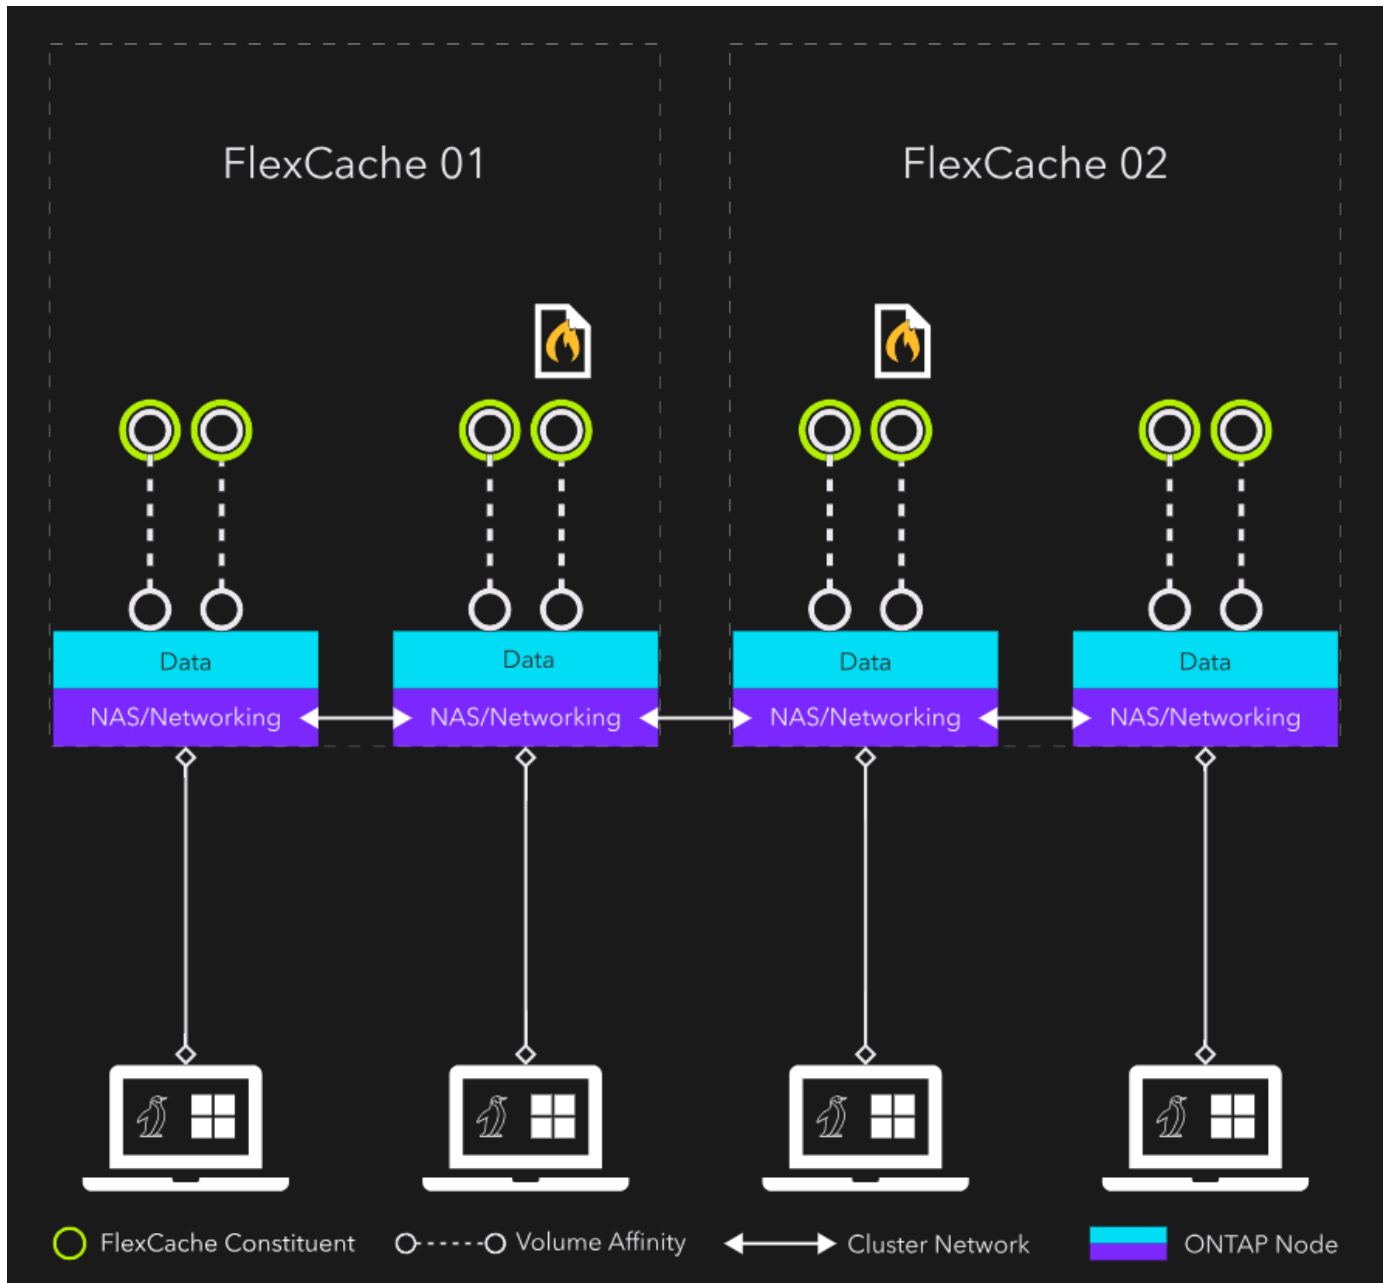 FlexCache 01
FlexCache 02
Data
Data
Data
Data
NAS/Networking
NAS/Networking
NAS/Networking
NAS/Networking
FlexCache Constituent
Volume Affinity
Cluster Network
ONTAP Node